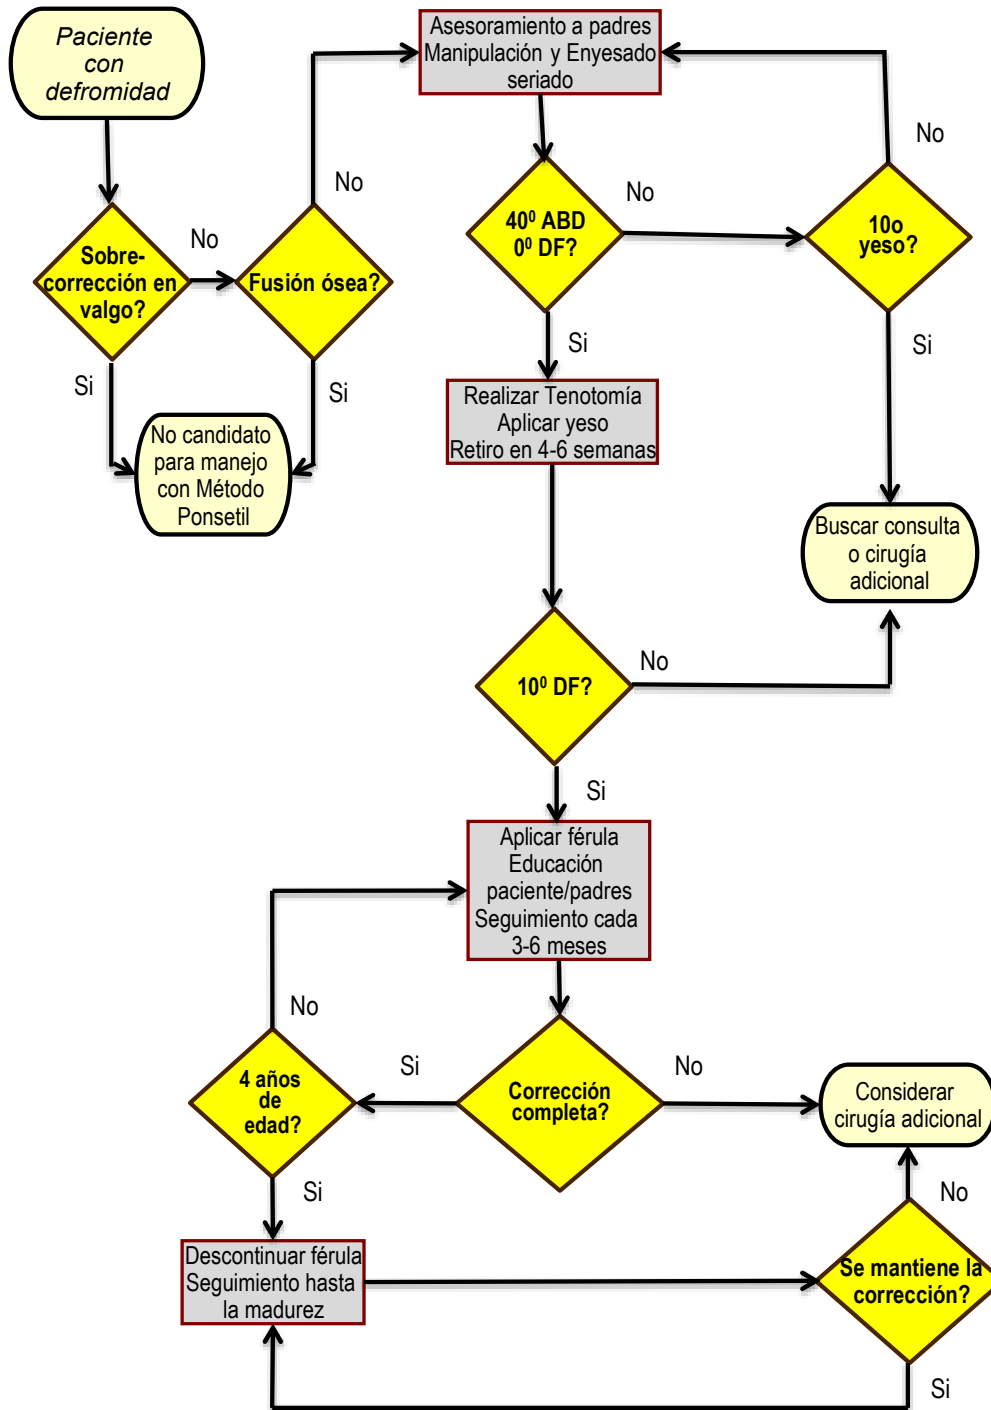 Paciente
con
defromidad
Asesoramiento a padres
Manipulación y Enyesado
seriado
No
No
Sobre-
corrección en
valgo?
No
Fusión ósea?
40⁰ ABD
0⁰ DF?
No
10o
yeso?
Si
Si
Si
Si
No candidato
para manejo
con Método
Ponsetil
Realizar Tenotomía
Aplicar yeso
Retiro en 4-6 semanas
Buscar consulta
o cirugía
adicional
10⁰ DF?
No
Si
Aplicar férula
Educación
paciente/padres
Seguimiento cada
3-6 meses
No
4 años
de
edad?
Si
Corrección
completa?
No
Considerar
cirugía adicional
Si
No
Descontinuar férula
Seguimiento hasta
la madurez
Se mantiene la
corrección?
Si